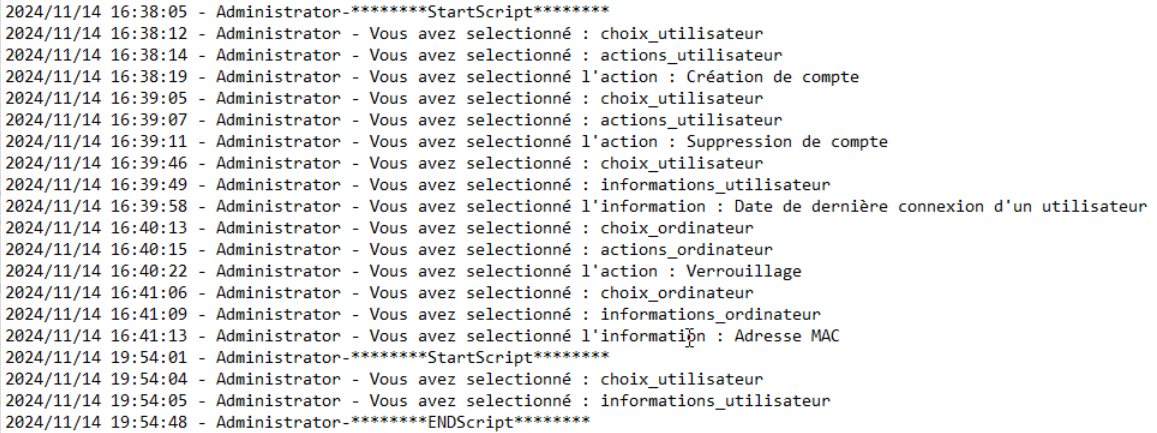 2024/11/14 16:38:05 - Administrator-********StartScript********
2024/11/14 16:38:12 - Administrator - Vous avez selectionné : choix_utilisateur
2024/11/14 16:38:14 - Administrator - Vous avez selectionné : actions_utilisateur
2024/11/14 16:38:19 - Administrator - Vous avez selectionné l'action : Création de compte
2024/11/14 16:39:05 - Administrator - Vous avez selectionné : choix_utilisateur
2024/11/14 16:39:07 - Administrator - Vous avez selectionné : actions_utilisateur
2024/11/14 16:39:11 - Administrator - Vous avez selectionné l'action : Suppression de compte
2024/11/14 16:39:46 - Administrator - Vous avez selectionné : choix_utilisateur
2024/11/14 16:39:49 - Administrator - Vous avez selectionné : informations_utilisateur
2024/11/14 16:39:58 - Administrator - Vous avez selectionné l'information : Date de dernière connexion d'un utilisateur
2024/11/14 16:40:13 - Administrator - Vous avez selectionné : choix_ordinateur
2024/11/14 16:40:15 - Administrator - Vous avez selectionné : actions_ordinateur
2024/11/14 16:40:22 - Administrator - Vous avez selectionné l'action : Verrouillage
2024/11/14 16:41:06 - Administrator - Vous avez selectionné : choix_ordinateur
2024/11/14 16:41:09 - Administrator - Vous avez selectionné : informations_ordinateur
2024/11/14 16:41:13 - Administrator - Vous avez selectionné l'information : Adresse MAC
2024/11/14 19:54:01 - Administrator-********StartScript********
2024/11/14 19:54:04 - Administrator - Vous avez selectionné : choix_utilisateur
2024/11/14 19:54:05 - Administrator - Vous avez selectionné : informations_utilisateur
2024/11/14 19:54:48 - Administrator-********ENDScript********